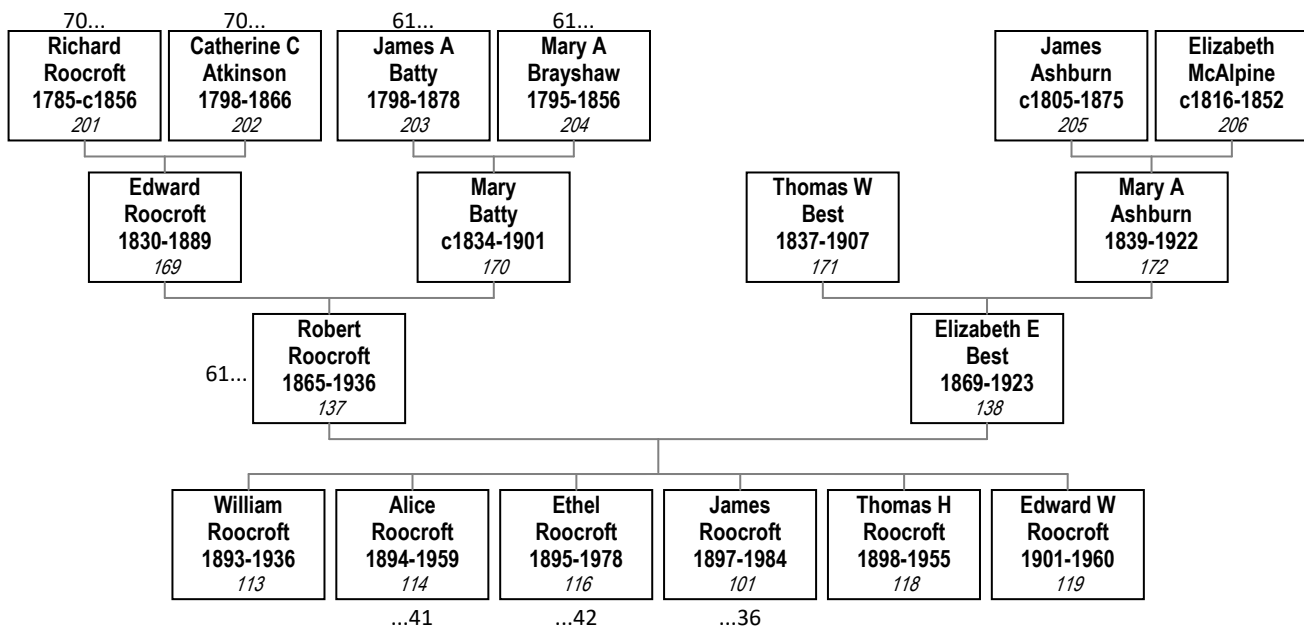 70...
70...
61...
61...
Richard
Roocroft
1785-c1856
201
Catherine C
Atkinson
1798-1866
202
James A
Batty
1798-1878
203
Mary A
Brayshaw
1795-1856
204
James
Ashburn
c1805-1875
205
Elizabeth
McAlpine
c1816-1852
206
Edward
Roocroft
1830-1889
169
Mary
Batty
c1834-1901
170
Thomas W
Best
1837-1907
171
Mary A
Ashburn
1839-1922
172
61...
Robert
Roocroft
1865-1936
137
Elizabeth E
Best
1869-1923
138
William
Roocroft
1893-1936
113
Alice
Roocroft
1894-1959
114
Ethel
Roocroft
1895-1978
116
James
Roocroft
1897-1984
101
Thomas H
Roocroft
1898-1955
118
Edward W
Roocroft
1901-1960
119
...41
...42
...36